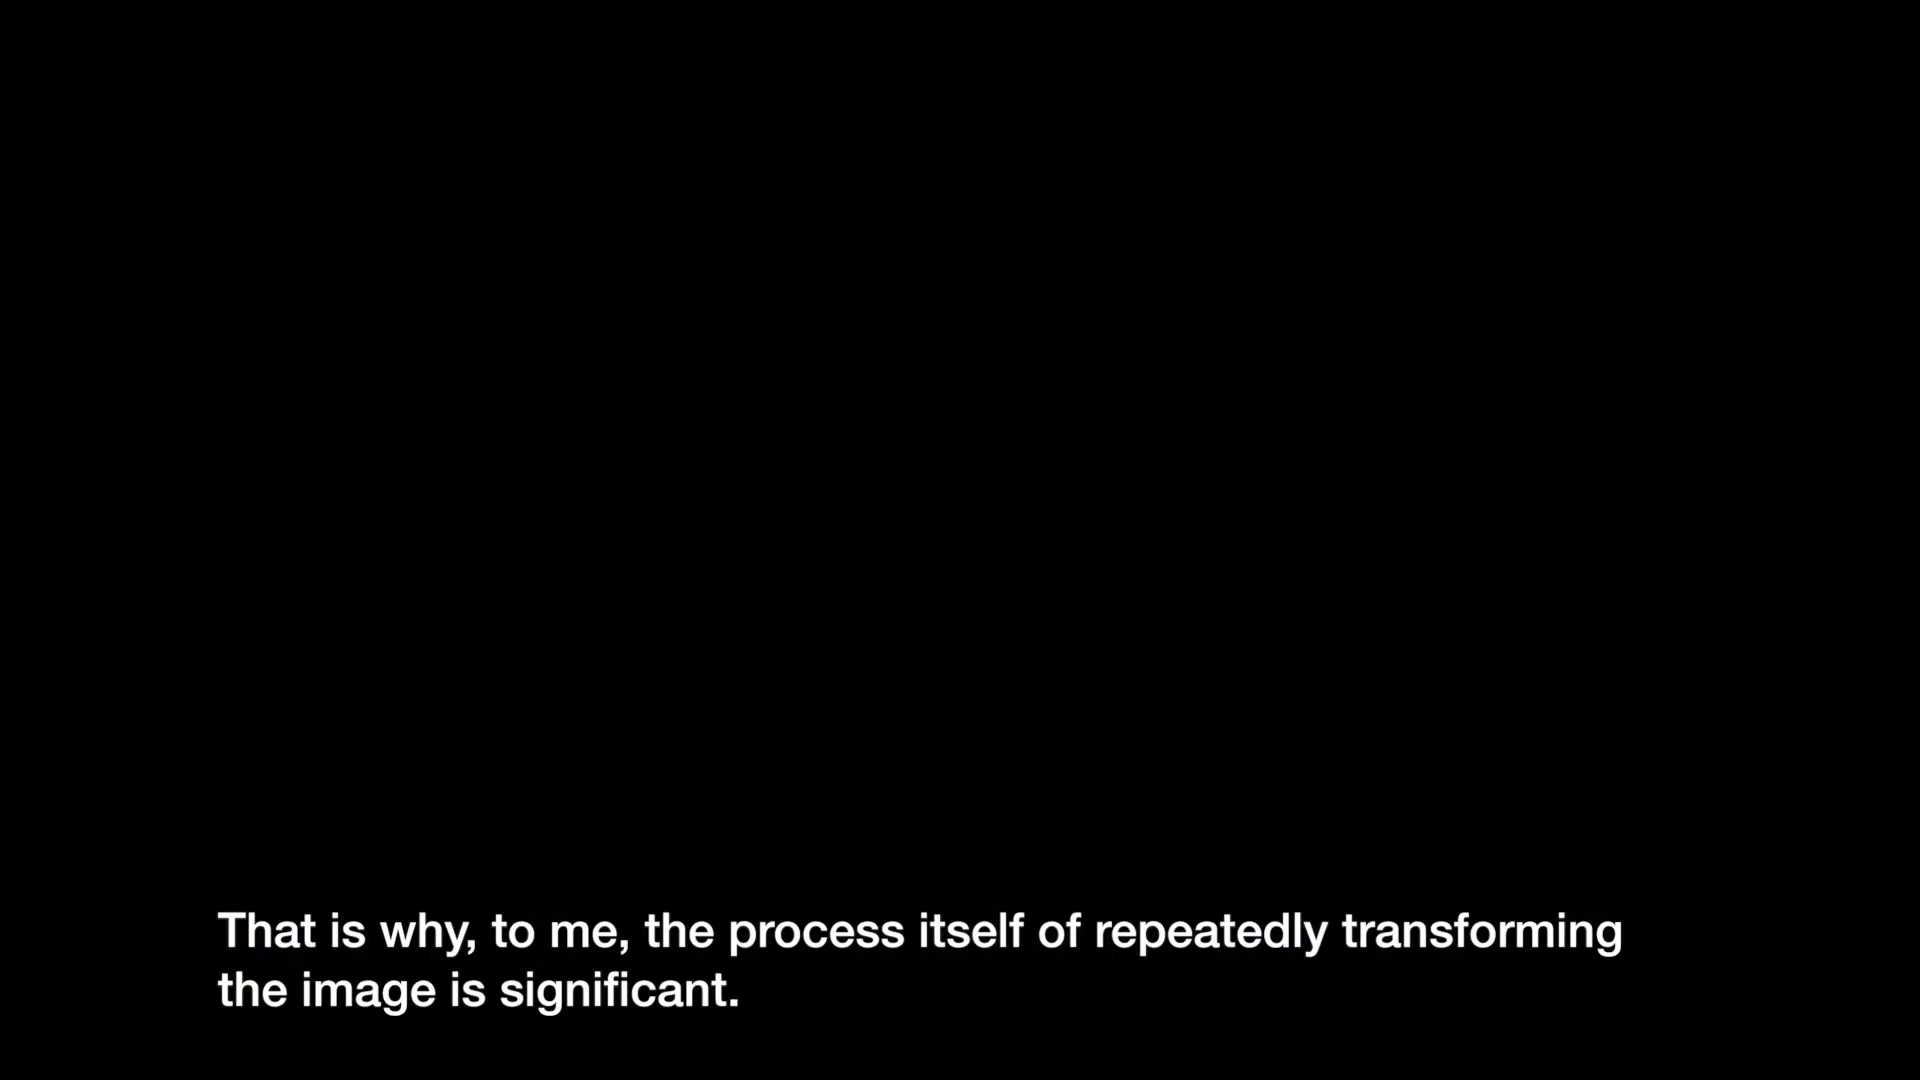 That is why, to me, the process itself of repeatedly transforming
the image is significant.